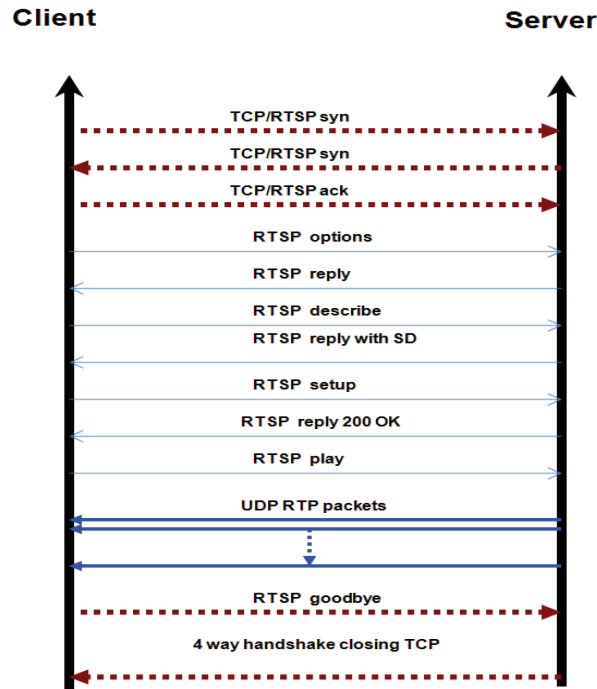 Client
Server
TCP/RTSP syn
TCP/RTSP syn
TCP/RTSP ack
RTSP options
RTSP reply
RTSP describe
RTSP reply with SD
RTSP setup
RTSP reply 200 OK
RTSP play
UDP RTP packets
RTSP goodbye
4 way handshake closing TCP